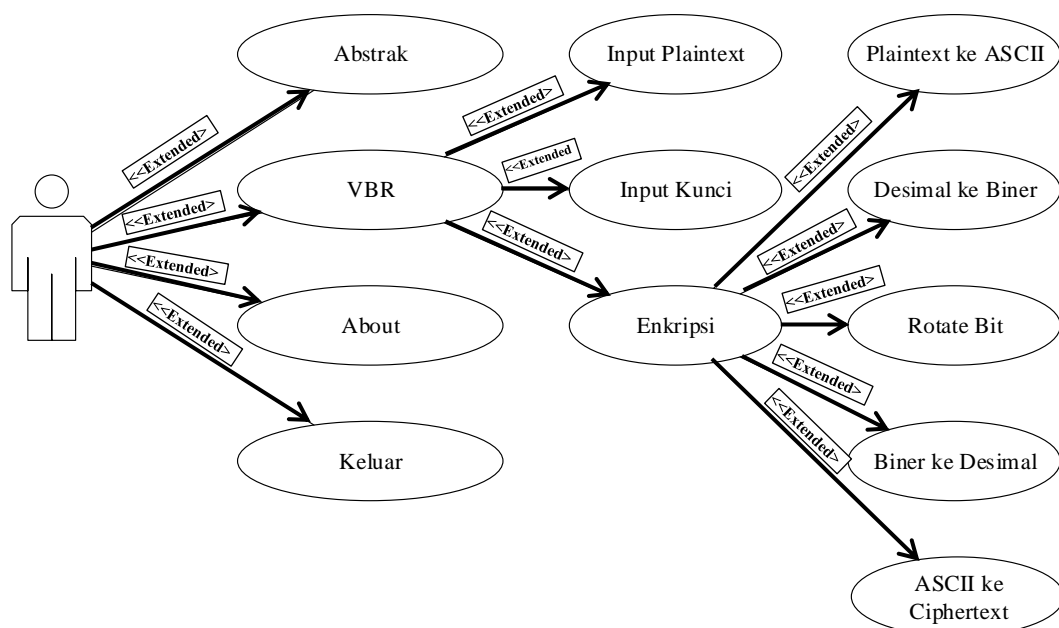 Abstrak
Input Plaintext
Plaintext ke ASCII
<<Extended>
<<Extended>
<<Extended>
VBR
<<Extended
Input Kunci
Desimal ke Biner
<<Extended>
<<Extended>
<<Extended>
<<Extended>
About
Enkripsi
<<Extended>
Rotate Bit
<<Extended>
<<Extended>
<<Extended>
Keluar
Biner ke Desimal
ASCII ke
Ciphertext